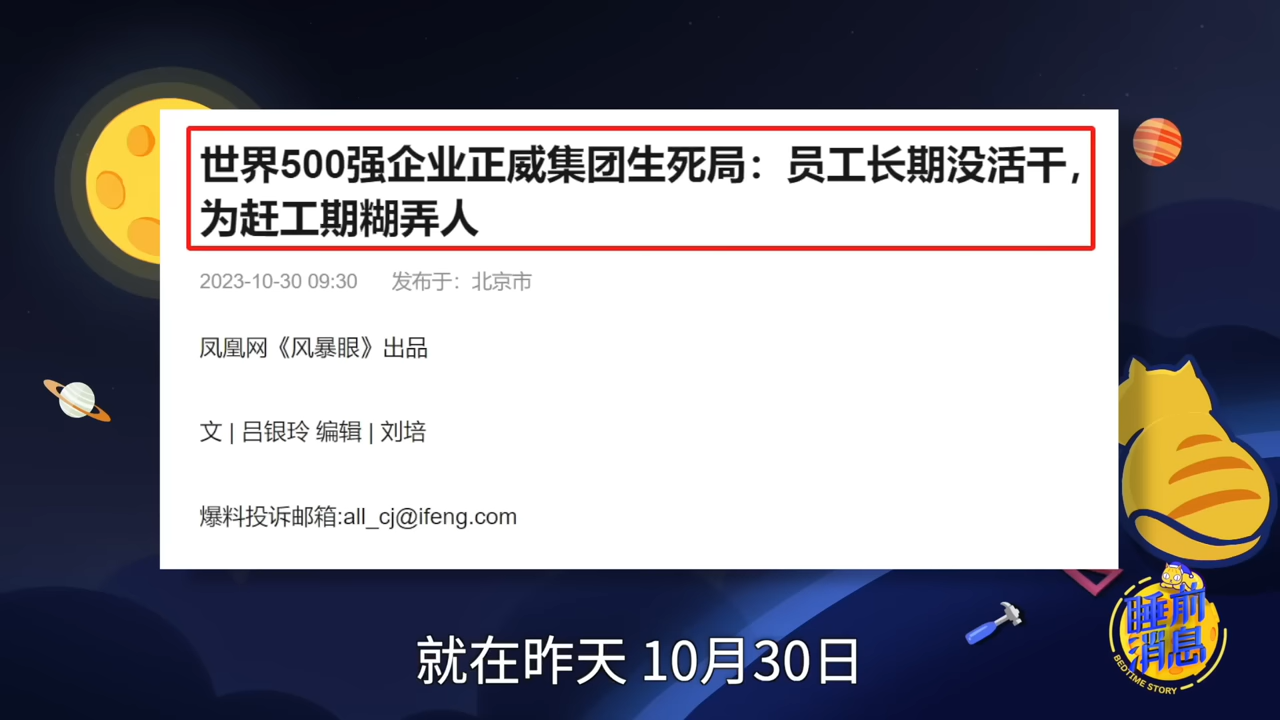 世界500强企业正威集团生死局：员工长期没活干，
为赶工期糊弄人
2023-10-30 09:30 发布于：北京市
凤凰网《风暴眼》出品
文 | 吕银玲 编辑 | 刘培
爆料投诉邮箱:all_cj@ifeng.com
睡前
消息
BEDTIME STORY
就在昨天 10月30日